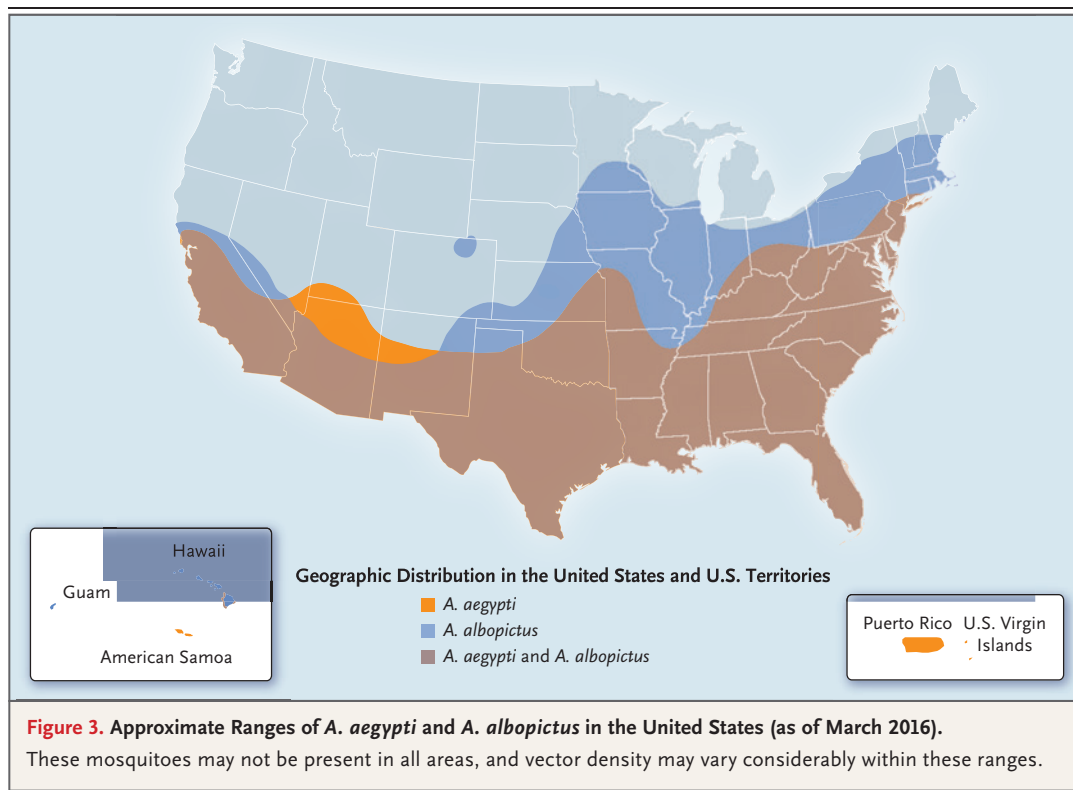 Hawaii
Guam
American Samoa
Geographic Distribution in the United States and U.S. Territories
A. aegypti
A. albopictus
A. aegypti and A. albopictus
Puerto Rico
U.S. Virgin
Islands
Figure 3. Approximate Ranges of A. aegypti and A. albopictus in the United States (as of March 2016).
These mosquitoes may not be present in all areas, and vector density may vary considerably within these ranges.